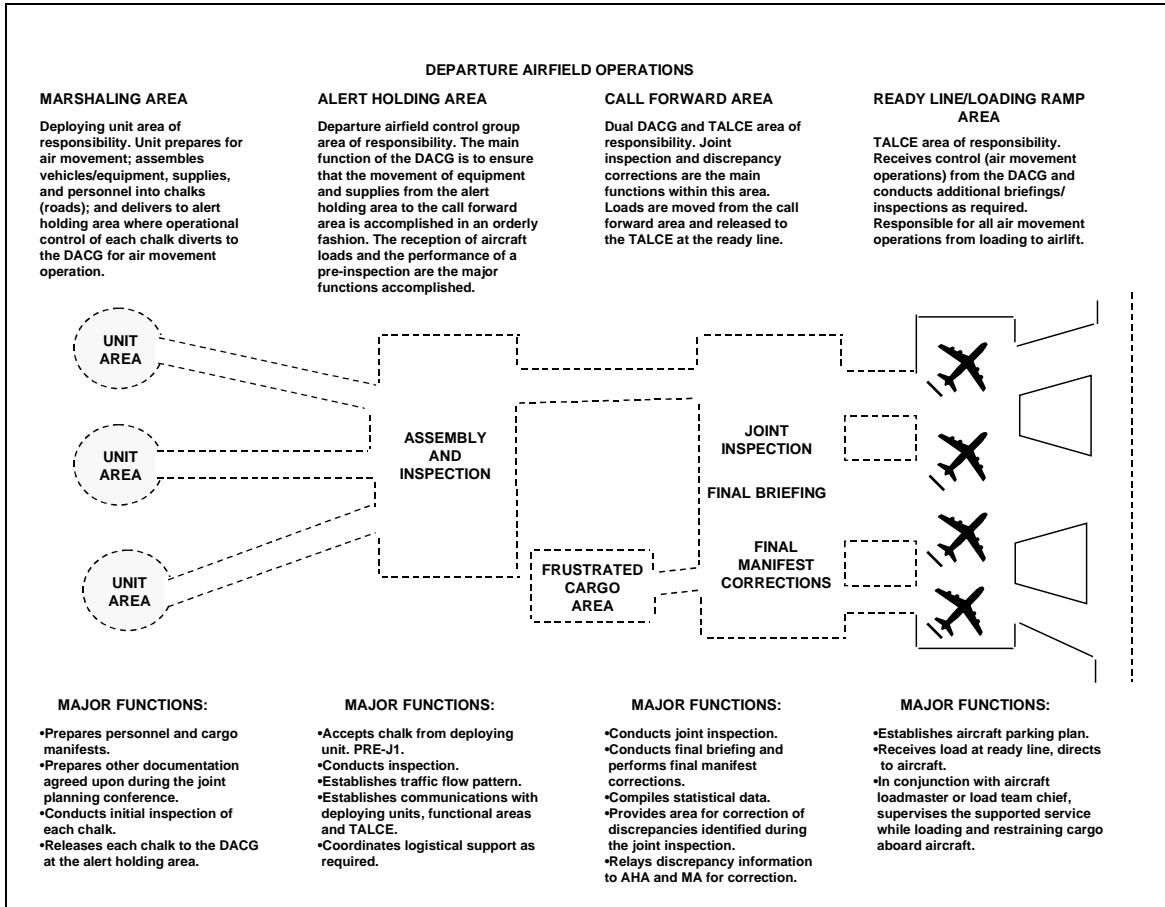 DEPARTURE AIRFIELD OPERATIONS
MARSHALING AREA
Deploying unit area of
responsibility. Unit prepares for
air movement; assembles
vehicles/equipment, supplies,
and personnel into chalks
(roads); and delivers to alert
holding area where operational
control of each chalk diverts to
the DACG for air movement
operation.
ALERT HOLDING AREA
Departure airfield control group
area of responsibility. The main
function of the DACG is to ensure
that the movement of equipment
and supplies from the alert
holding area to the call forward
area is accomplished in an orderly
fashion. The reception of aircraft
loads and the performance of a
pre-inspection are the major
functions accomplished.
CALL FORWARD AREA
Dual DACG and TALCE area of
responsibility. Joint
inspection and discrepancy
corrections are the main
functions within this area.
Loads are moved from the call
forward area and released to
the TALCE at the ready line.
READY LINE/LOADING RAMP
AREA
TALCE area of responsibility.
Receives control (air movement
operations) from the DACG and
conducts additional briefings/
inspections as required.
Responsible for all air movement
operations from loading to airlift.
UNIT
AREA
UNIT
AREA
UNIT
AREA
ASSEMBLY
AND
INSPECTION
FRUSTRATED
CARGO
AREA
JOINT
INSPECTION
FINAL BRIEFING
FINAL
MANIFEST
CORRECTIONS
MAJOR FUNCTIONS:
•Prepares personnel and cargo
manifests.
•Prepares other documentation
agreed upon during the joint
planning conference.
•Conducts initial inspection of
each chalk.
•Releases each chalk to the DACG
at the alert holding area.
MAJOR FUNCTIONS:
•Accepts chalk from deploying
unit. PRE-J1.
•Conducts inspection.
•Establishes traffic flow pattern.
•Establishes communications with
deploying units, functional areas
and TALCE.
•Coordinates logistical support as
required.
MAJOR FUNCTIONS:
•Conducts joint inspection.
•Conducts final briefing and
performs final manifest
corrections.
•Compiles statistical data.
•Provides area for correction of
discrepancies identified during
the joint inspection.
•Relays discrepancy information
to AHA and MA for correction.
MAJOR FUNCTIONS:
•Establishes aircraft parking plan.
•Receives load at ready line, directs
to aircraft.
•In conjunction with aircraft
loadmaster or load team chief,
supervises the supported service
while loading and restraining cargo
aboard aircraft.